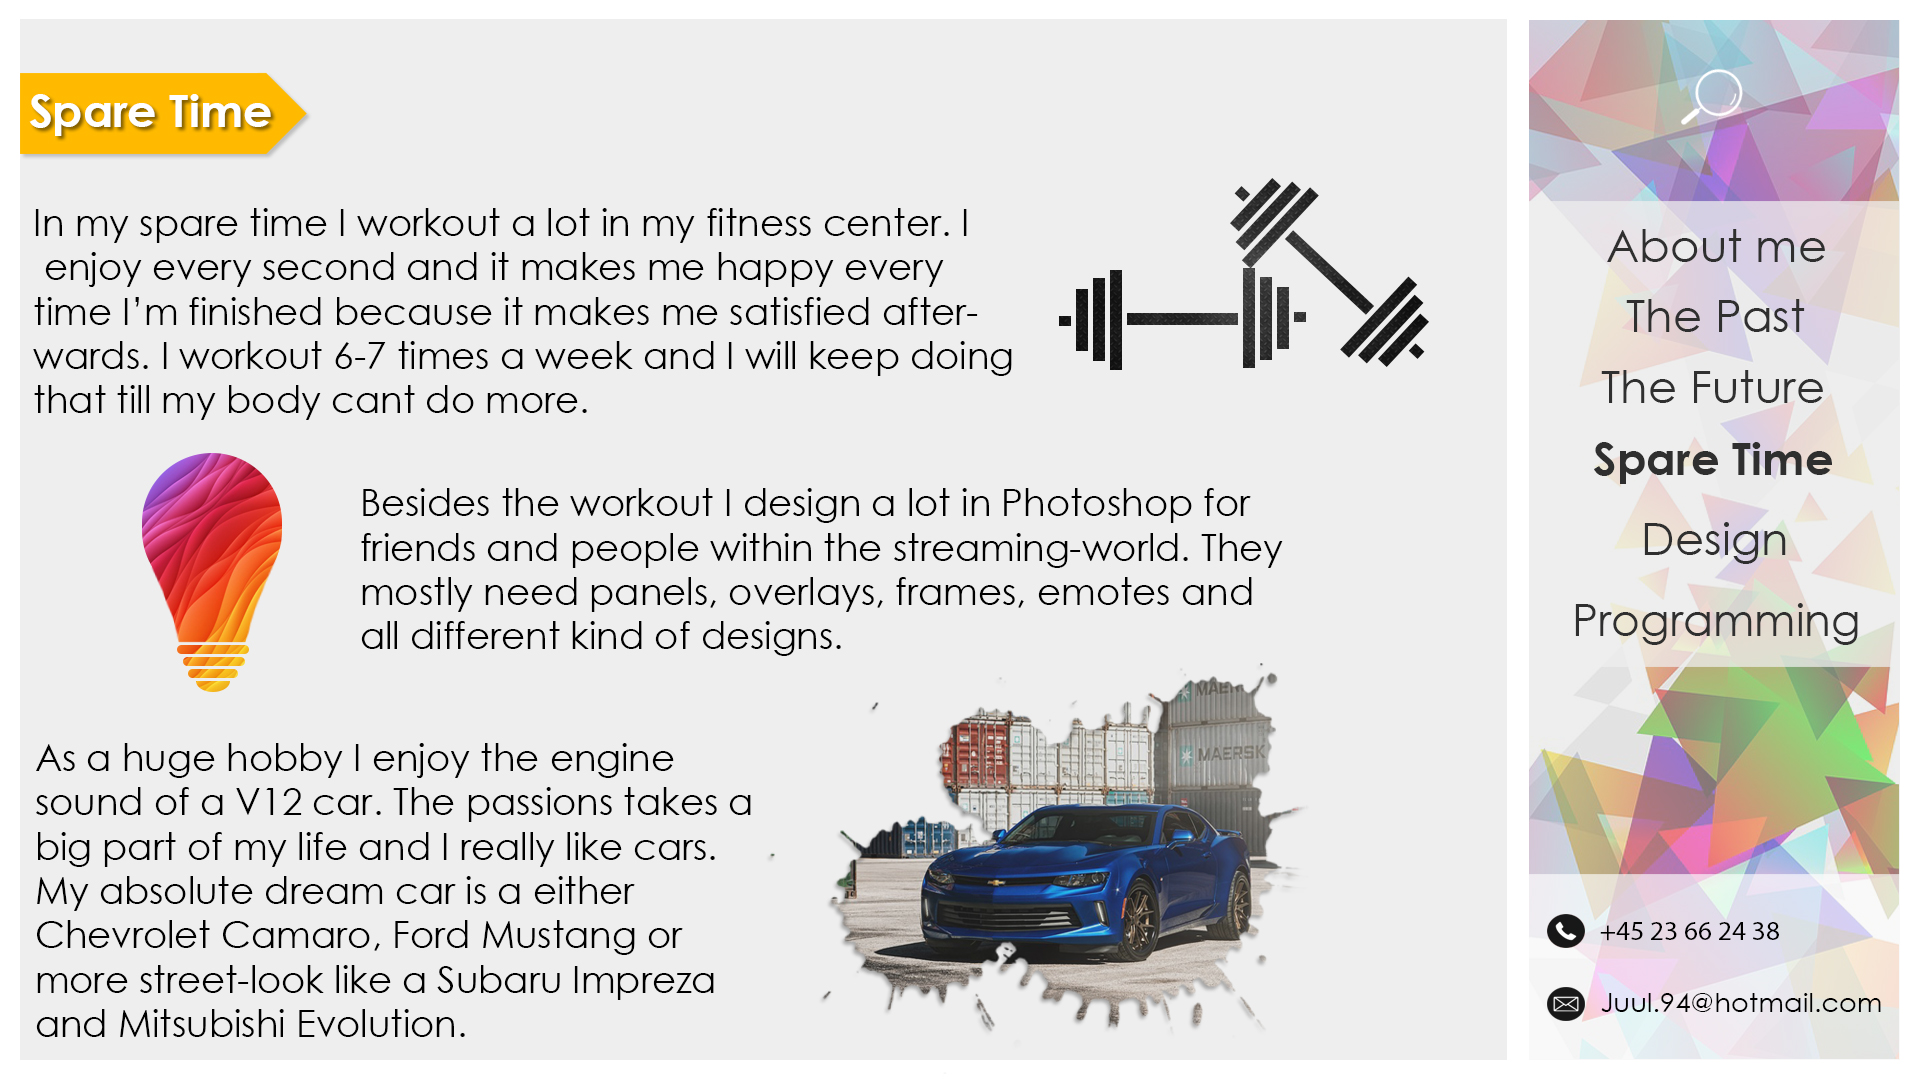 Spare Time
In my spare time I workout a lot in my fitness center. I
enjoy every second and it makes me happy every
time I’m finished because it makes me satisfied after-
wards. I workout 6-7 times a week and I will keep doing
that till my body cant do more.
Besides the workout I design a lot in Photoshop for
friends and people within the streaming-world. They
mostly need panels, overlays, frames, emotes and
all different kind of designs.
As a huge hobby I enjoy the engine
sound of a V12 car. The passions takes a
big part of my life and I really like cars.
My absolute dream car is a either
Chevrolet Camaro, Ford Mustang or
more street-look like a Subaru Impreza
and Mitsubishi Evolution.
MAERSK
About me
The Past
The Future
Spare Time
Design
Programming
+45 23 66 24 38
Juul.94@hotmail.com